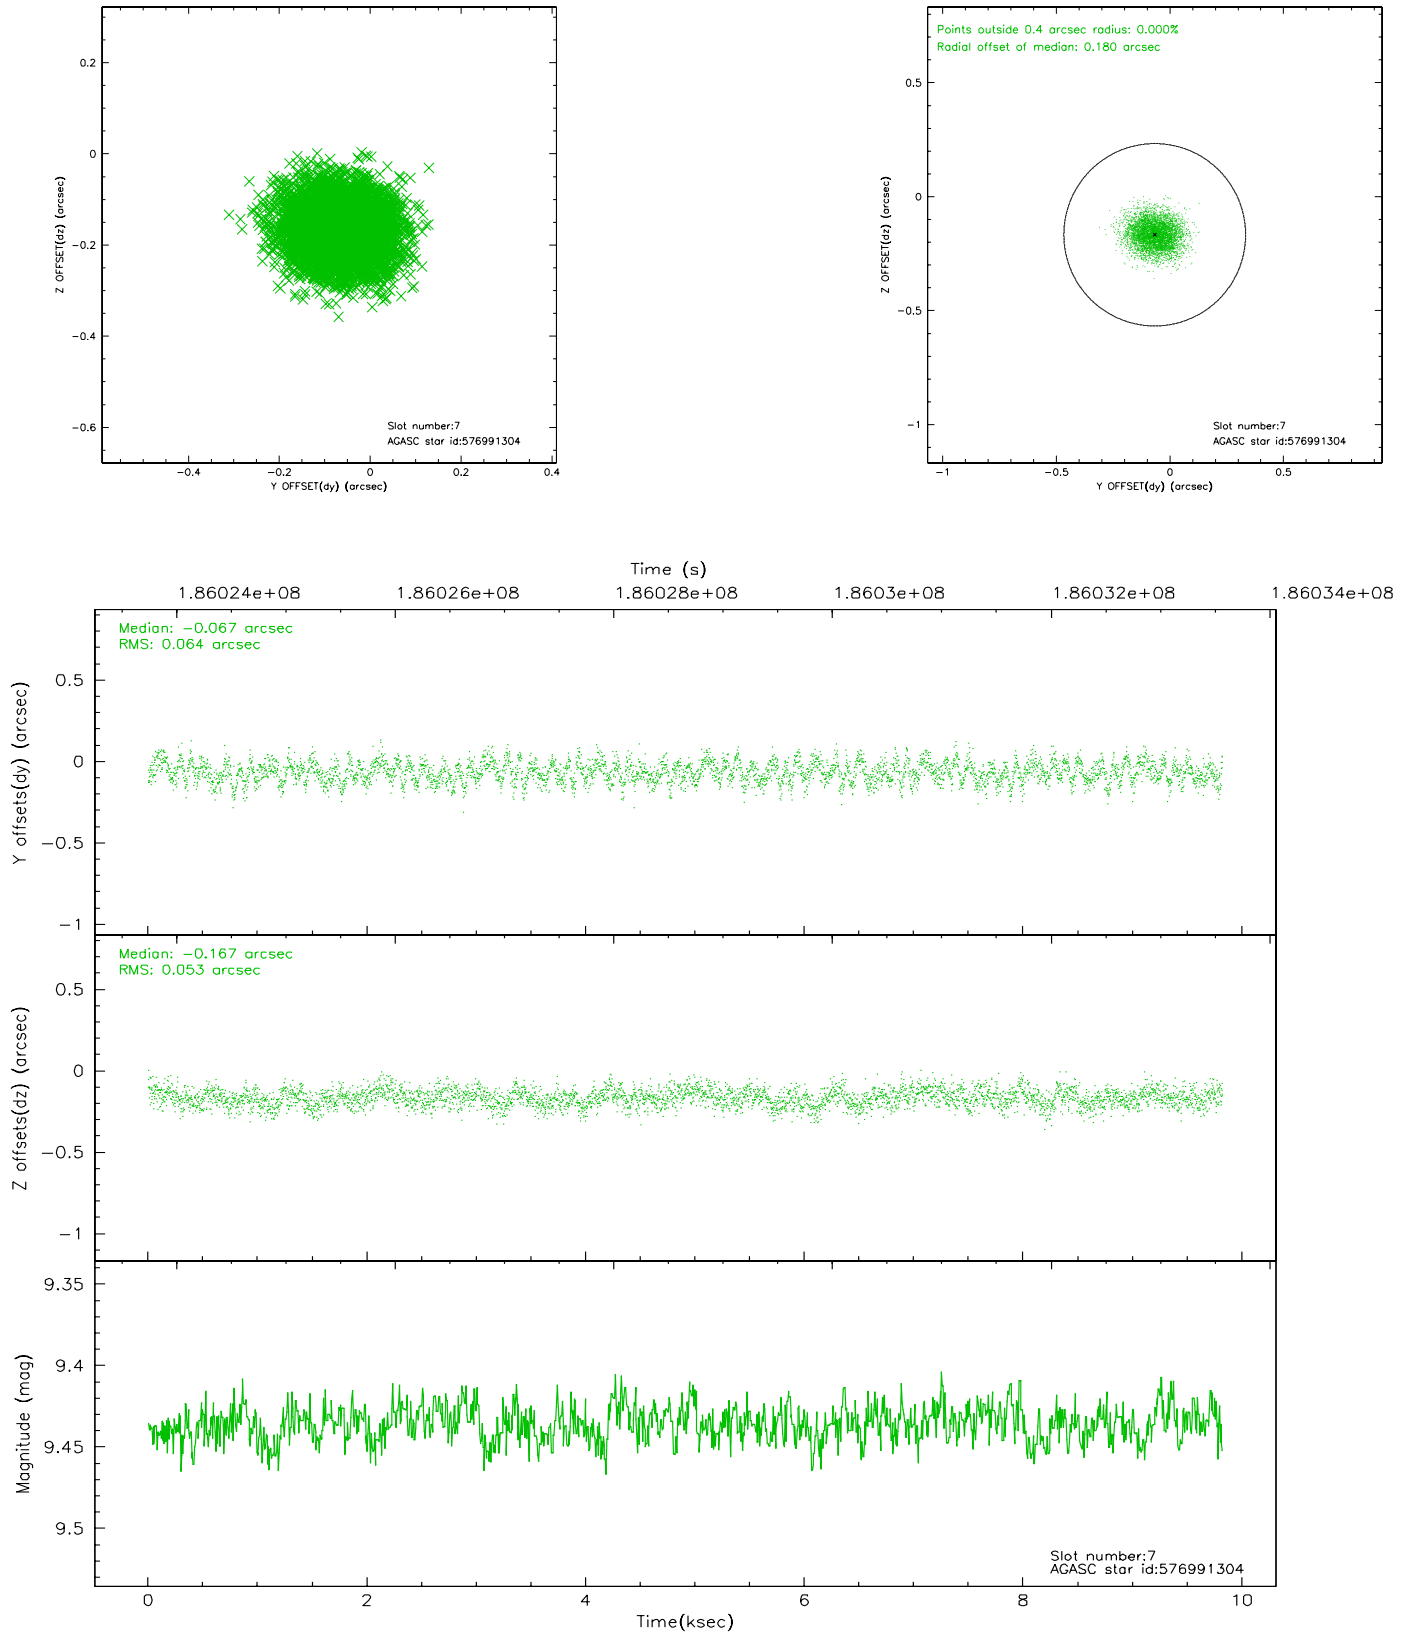 0.2
0
−0.2
−0.4
−0.6
Z OFFSET(dz) (arcsec)
Slot number:7
AGASC star id:576991304
−0.4 −0.2 0 0.2 0.4
Y OFFSET(dy) (arcsec)
Points outside 0.4 arcsec radius: 0.000%
Radial offset of median: 0.180 arcsec
0.5
0
−0.5
−1
Z OFFSET(dz) (arcsec)
Slot number:7
AGASC star id:576991304
−1 −0.5 0 0.5
Y OFFSET(dy) (arcsec)
Time (s)
1.86024e+08 1.86026e+08 1.86028e+08 1.8603e+08 1.86032e+08 1.86034e+08
Median: −0.067 arcsec
RMS: 0.064 arcsec
0.5
0
−0.5
−1
Y offsets(dy) (arcsec)
Median: −0.167 arcsec
RMS: 0.053 arcsec
0.5
0
−0.5
−1
Z offsets(dz) (arcsec)
9.35
9.4
9.45
9.5
Magnitude (mag)
Slot number:7
AGASC star id:576991304
0 2 4 6 8 10
Time(ksec)